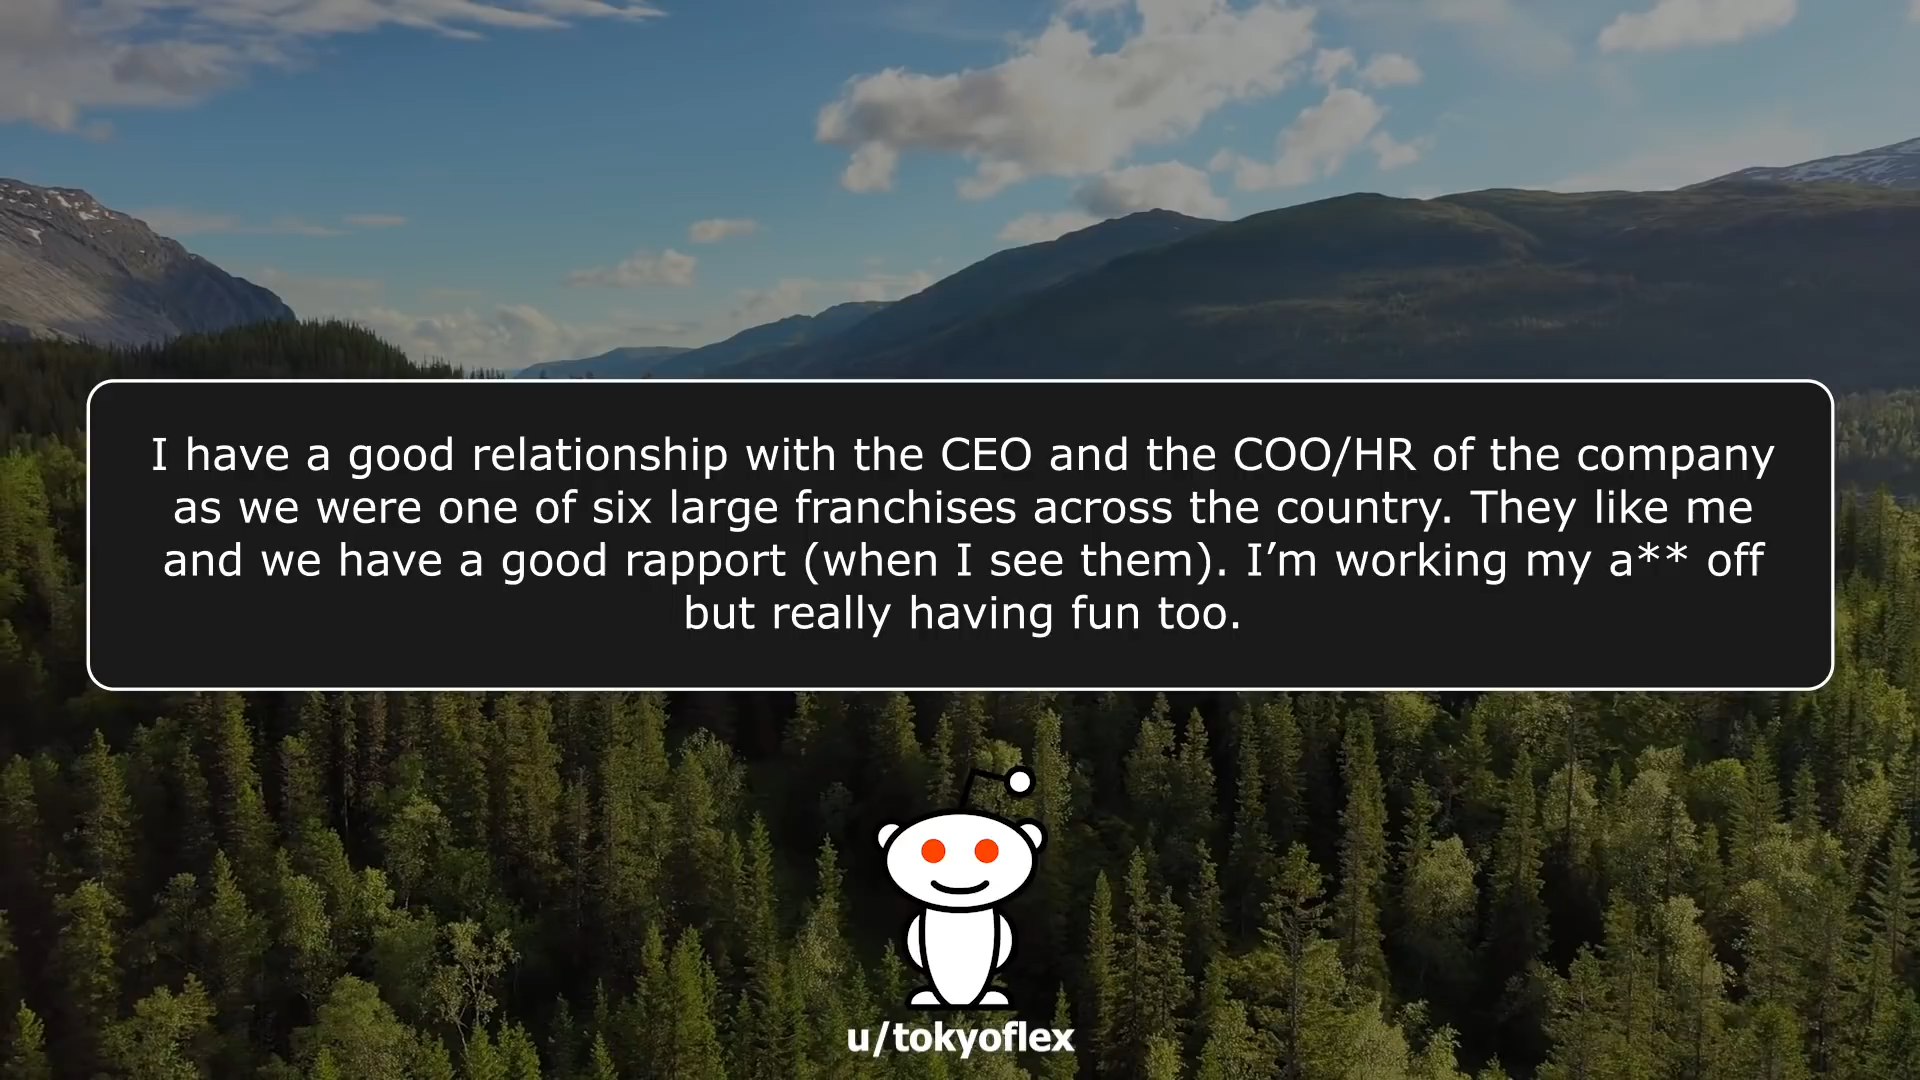 I have a good relationship with the CEO and the COO/HR of the company
as we were one of six large franchises across the country. They like me
and we have a good rapport (when I see them). I’m working my a** off
but really having fun too.
u/tokyoflex